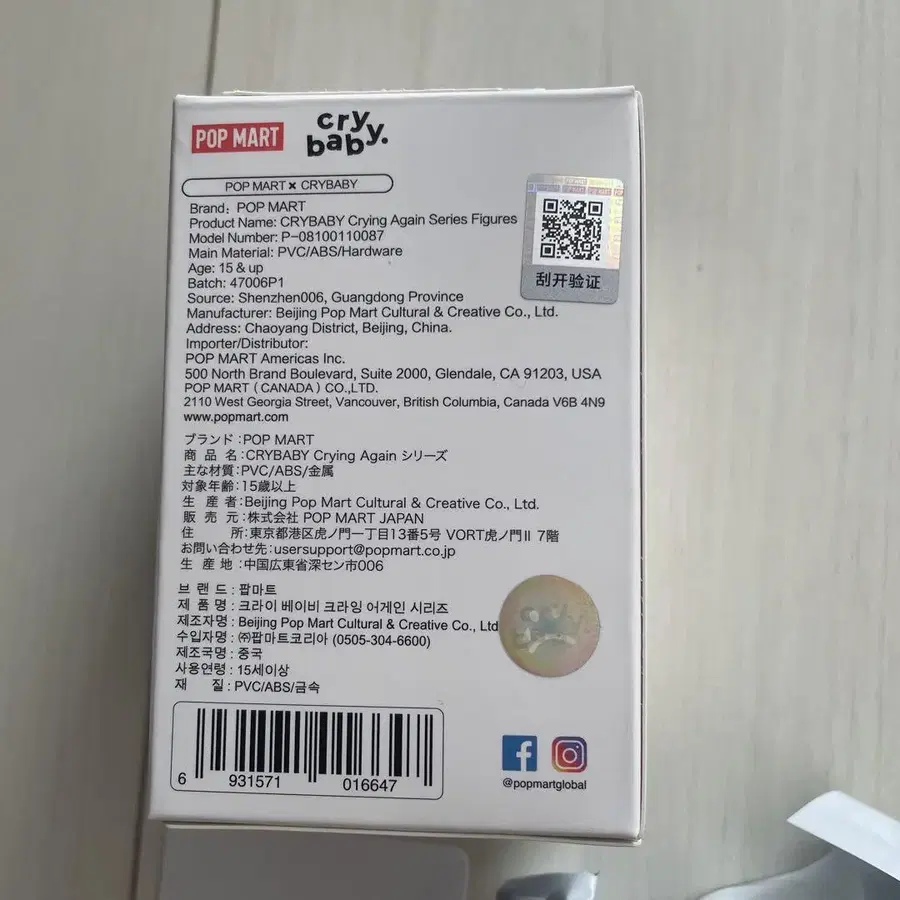 POP MART
cry
baby.
POP MART × CRYBABY
Brand: POP MART
Product Name: CRYBABY Crying Again Series Figures
Model Number: P-08100110087
Main Material: PVC/ABS/Hardware
Age: 15 & up
Batch: 47006P1
Source: Shenzhen006, Guangdong Province
Manufacturer: Beijing Pop Mart Cultural & Creative Co., Ltd.
Address: Chaoyang District, Beijing, China.
Importer/Distributor:
POP MART Americas Inc.
500 North Brand Boulevard, Suite 2000, Glendale, CA 91203, USA
POP MART (CANADA) CO.,LTD.
2110 West Georgia Street, Vancouver, British Columbia, Canada V6B 4N9
www.popmart.com
刮开验证
ブランド:POP MART
商品名:CRYBABY Crying Again シリーズ
主な材質:PVC/ABS/金属
対象年齢:15歳以上
生産者:Beijing Pop Mart Cultural & Creative Co., Ltd.
販売元:株式会社 POP MART JAPAN
住所:東京都港区虎ノ門一丁目13番5号 VORT虎ノ門II 7階
お問い合わせ先:usersupport@popmart.co.jp
生産地:中国広東省深セン市006
브랜드:팝마트
제품명:크라이 베이비 크라잉 어게인 시리즈
제조자명:Beijing Pop Mart Cultural & Creative Co., Ltd
수입자명:㈜팝마트코리아 (0505-304-6600)
제조국명:중국
사용연령:15세이상
재질:PVC/ABS/금속
6 931571 016647
@popmartglobal